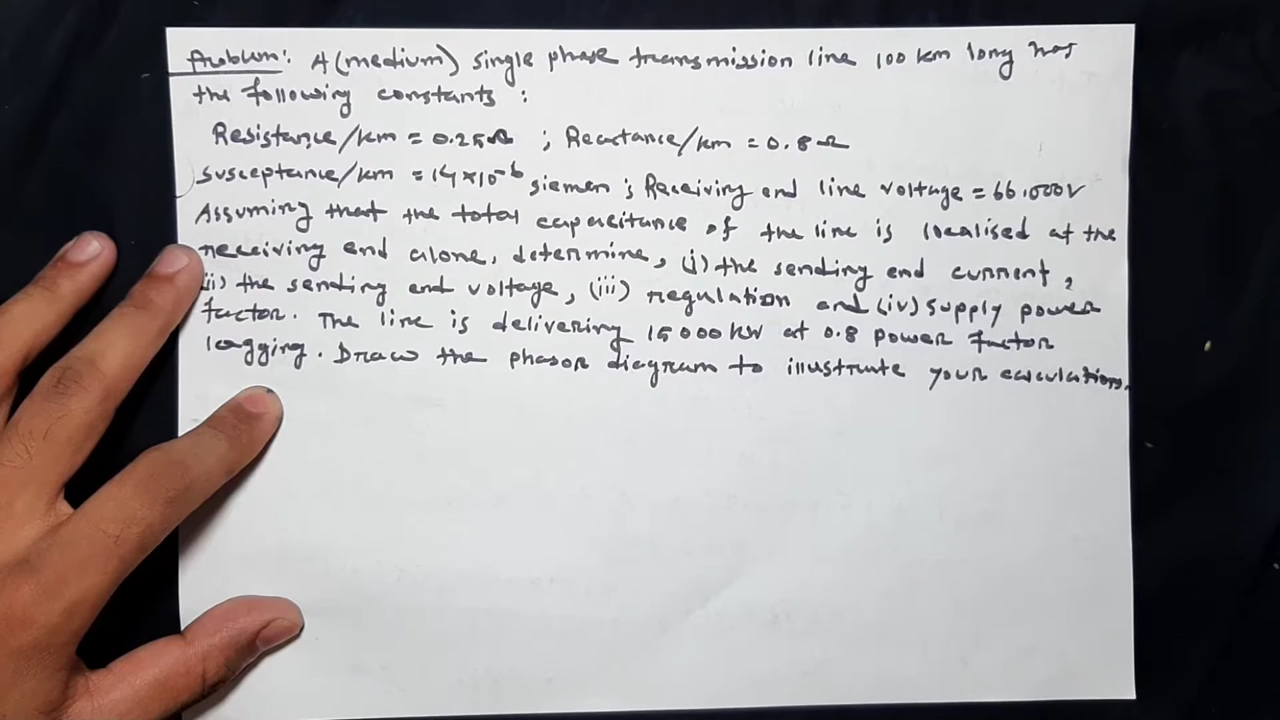 Problem: A (medium) single phase transmission line 100 km long has
the following constants :
Resistance/km = 0.25Ω ; Reactance/km = 0.8Ω
Susceptance/km = 14×10⁻⁶ siemen ; Receiving end line voltage = 66,000V
Assuming that the total capacitance of the line is localised at the
receiving end alone, determine, (i) the sending end current,
(ii) the sending end voltage, (iii) regulation and (iv) supply power
factor. The line is delivering 15000 kW at 0.8 power factor
lagging. Draw the phasor diagram to illustrate your calculations.